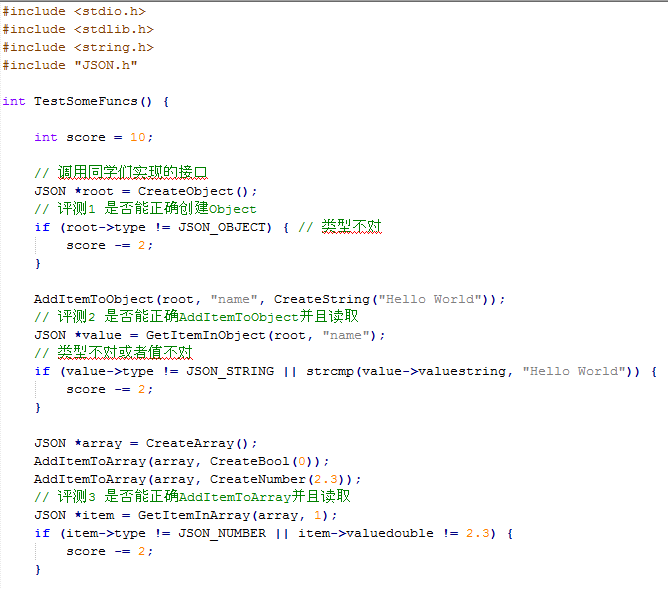 #include <stdio.h>
#include <stdlib.h>
#include <string.h>
#include "JSON.h"
int TestSomeFuncs() {
int score = 10;
// 调用同学们实现的接口
JSON *root = CreateObject();
// 评测1 是否能正确创建Object
if (root->type != JSON_OBJECT) { // 类型不对
score -= 2;
}
AddItemToObject(root, "name", CreateString("Hello World"));
// 评测2 是否能正确AddItemToObject并且读取
JSON *value = GetItemInObject(root, "name");
// 类型不对或者值不对
if (value->type != JSON_STRING || strcmp(value->valuestring, "Hello World")) {
score -= 2;
}
JSON *array = CreateArray();
AddItemToArray(array, CreateBool(0));
AddItemToArray(array, CreateNumber(2.3));
// 评测3 是否能正确AddItemToArray并且读取
JSON *item = GetItemInArray(array, 1);
if (item->type != JSON_NUMBER || item->valuedouble != 2.3) {
score -= 2;
}